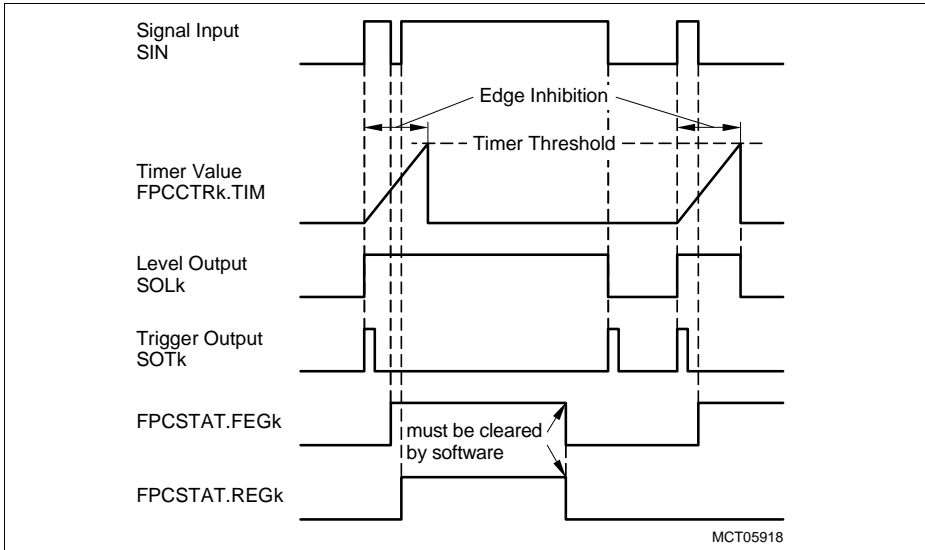 Signal Input
SIN
Edge Inhibition
Timer Threshold
Timer Value
FPCCTRk.TIM
Level Output
SOLk
Trigger Output
SOTk
FPCSTAT.FEGk
must be cleared
by software
FPCSTAT.REGk
MCT05918